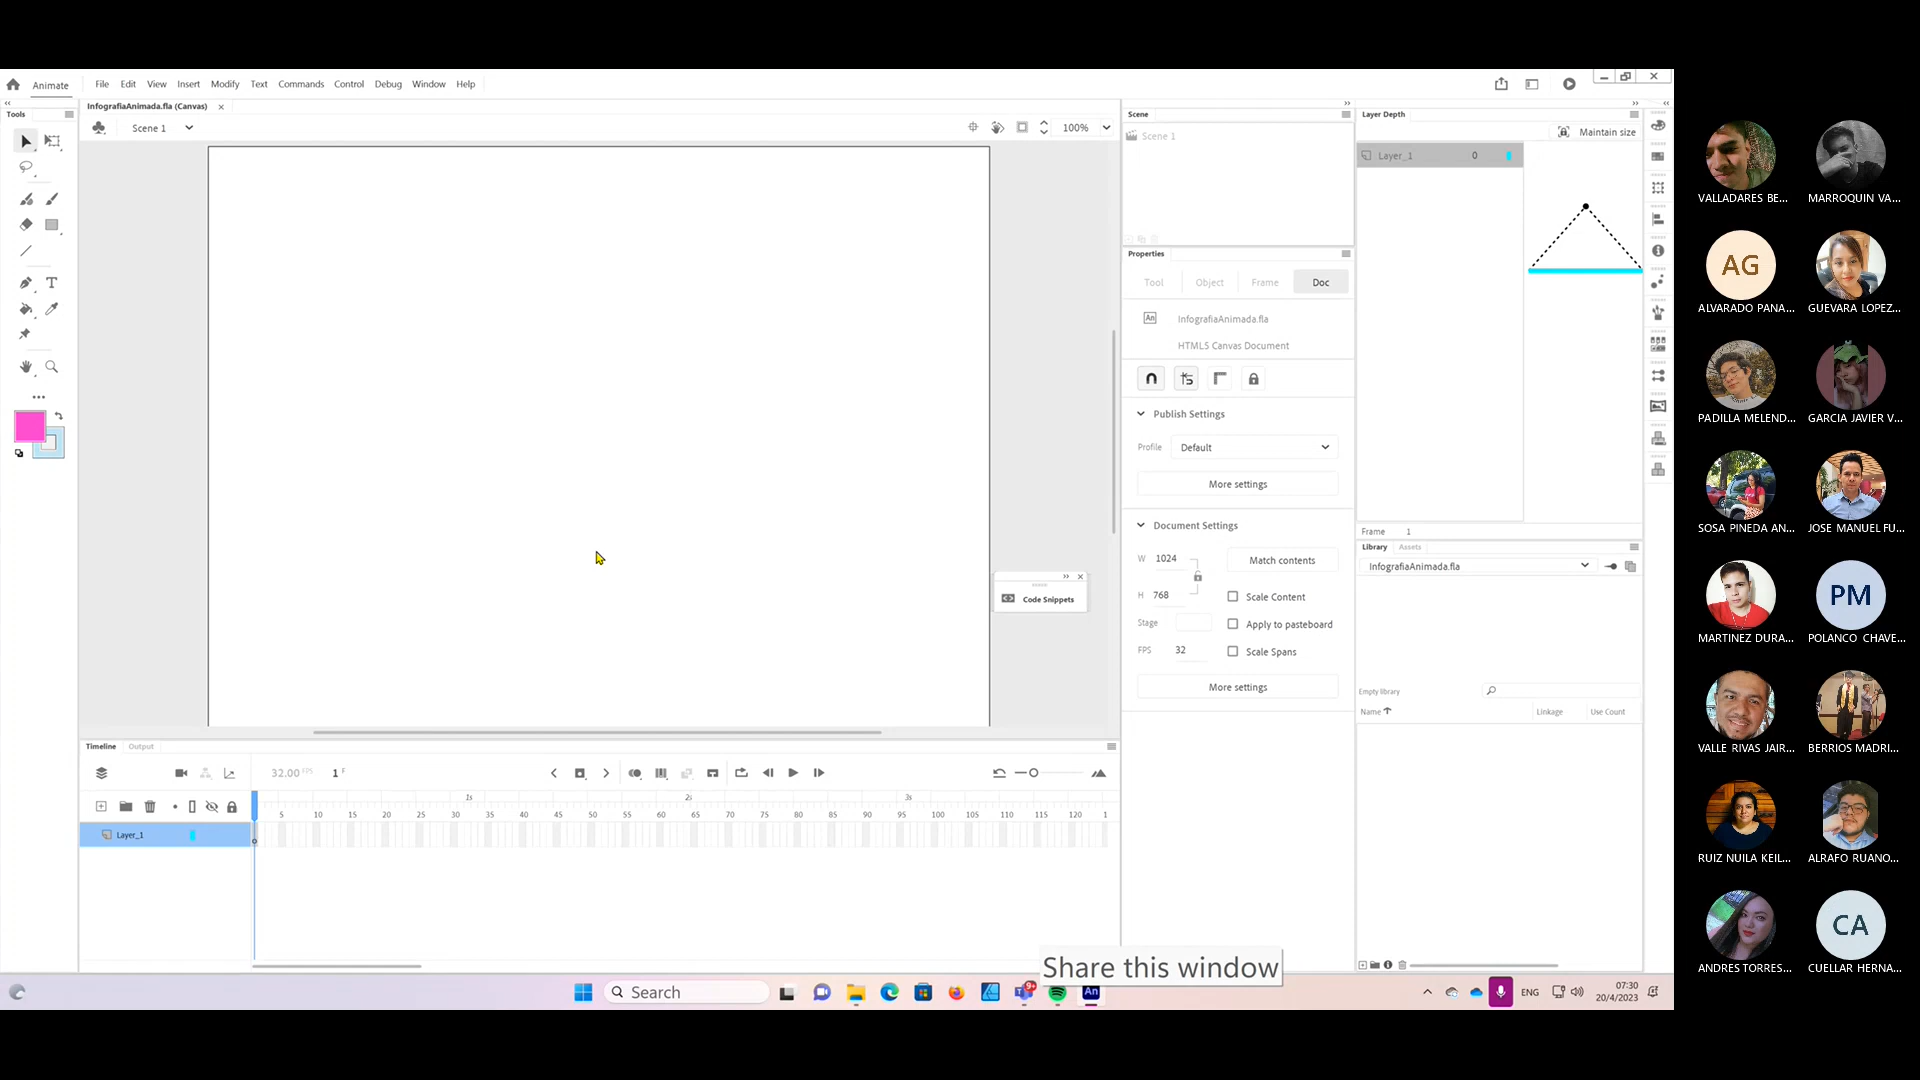 Animate File Edit View Insert Modify Text Commands Control Debug Window Help
InfografiaAnimada.fla (Canvas)
Scene 1
100%
Tools
Scene
Scene 1
Layer Depth
Maintain size
Layer_1 0
Properties
Tool Object Frame Doc
An InfografiaAnimada.fla
HTML5 Canvas Document
Publish Settings
Profile Default
More settings
Document Settings
W 1024 Match contents
H 768 Scale Content
Stage Apply to pasteboard
FPS 32 Scale Spans
More settings
Code Snippets
Frame 1
Library Assets
InfografiaAnimada.fla
Empty library
Name Linkage Use Count
Timeline Output
32.00 FPS 1 F
1s 2s 3s
5 10 15 20 25 30 35 40 45 50 55 60 65 70 75 80 85 90 95 100 105 110 115 120 1
Layer_1
Share this window
Search
9+
An
ENG
07:30
20/4/2023
VALLADARES BE... MARROQUIN VA...
AG
ALVARADO PANA... GUEVARA LOPEZ...
PADILLA MELEND... GARCIA JAVIER V...
SOSA PINEDA AN... JOSE MANUEL FU...
PM
MARTINEZ DURA... POLANCO CHAVE...
VALLE RIVAS JAIR... BERRIOS MADRI...
RUIZ NUILA KEIL... ALRAFO RUANO...
CA
ANDRES TORRES... CUELLAR HERNA...